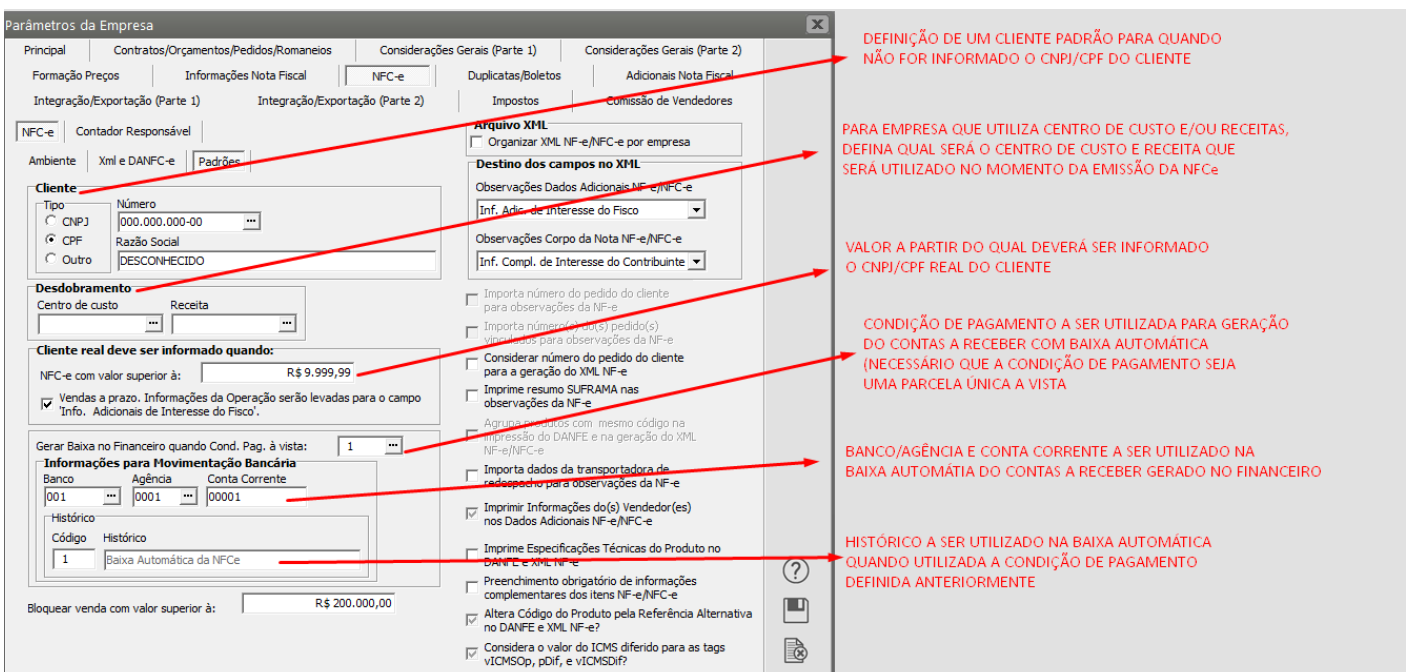 Parâmetros da Empresa
Principal
Contratos/Orçamentos/Pedidos/Romaneios
Considerações Gerais (Parte 1)
Considerações Gerais (Parte 2)
Formação Preços
Informações Nota Fiscal
NFC-e
Duplicatas/Boletos
Adicionais Nota Fiscal
Integração/Exportação (Parte 1)
Integração/Exportação (Parte 2)
Impostos
Comissão de Vendedores
NFC-e
Contador Responsável
Ambiente
Xml e DANFC-e
Padrões
Cliente
Tipo
CNPJ
CPF
Outro
Número
000.000.000-00
Razão Social
DESCONHECIDO
Desdobramento
Centro de custo
Receita
Cliente real deve ser informado quando:
NFC-e com valor superior à:
R$ 9.999,99
Vendas a prazo. Informações da Operação serão levadas para o campo
'Info. Adicionais de Interesse do Fisco'.
Gerar Baixa no Financeiro quando Cond. Pag. à vista:
1
Informações para Movimentação Bancária
Banco
Agência
Conta Corrente
001
0001
00001
Histórico
Código
Histórico
1
Baixa Automática da NFCe
Bloquear venda com valor superior à:
R$ 200.000,00
Arquivo XML
Organizar XML NF-e/NFC-e por empresa
Destino dos campos no XML
Observações Dados Adicionais NF-e/NFC-e
Inf. Adic. de Interesse do Fisco
Observações Corpo da Nota NF-e/NFC-e
Inf. Compl. de Interesse do Contribuinte
Importa número do pedido do cliente
para observações da NF-e
Importa número(s) do(s) pedido(s)
vinculados para observações da NF-e
Considerar número do pedido do cliente
para a geração do XML NF-e
Imprime resumo SUFRAMA nas
observações da NF-e
Agrupa produtos com mesmo código na
impressão do DANFE e na geração do XML
NF-e/NFC-e
Importa dados da transportadora de
redespacho para observações da NF-e
Imprimir Informações do(s) Vendedor(es)
nos Dados Adicionais NF-e/NFC-e
Imprime Especificações Técnicas do Produto no
DANFE e XML NF-e
Preenchimento obrigatório de informações
complementares dos itens NF-e/NFC-e
Altera Código do Produto pela Referência Alternativa
no DANFE e XML NF-e?
Considera o valor do ICMS diferido para as tags
vICMSOp, pDif, e vICMSDif?
DEFINIÇÃO DE UM CLIENTE PADRÃO PARA QUANDO
NÃO FOR INFORMADO O CNPJ/CPF DO CLIENTE
PARA EMPRESA QUE UTILIZA CENTRO DE CUSTO E/OU RECEITAS,
DEFINA QUAL SERÁ O CENTRO DE CUSTO E RECEITA QUE
SERÁ UTILIZADO NO MOMENTO DA EMISSÃO DA NFCe
VALOR A PARTIR DO QUAL DEVERÁ SER INFORMADO
O CNPJ/CPF REAL DO CLIENTE
CONDIÇÃO DE PAGAMENTO A SER UTILIZADA PARA GERAÇÃO
DO CONTAS A RECEBER COM BAIXA AUTOMÁTICA
(NECESSÁRIO QUE A CONDIÇÃO DE PAGAMENTO SEJA
UMA PARCELA ÚNICA A VISTA
BANCO/AGÊNCIA E CONTA CORRENTE A SER UTILIZADO NA
BAIXA AUTOMÁTIA DO CONTAS A RECEBER GERADO NO FINANCEIRO
HISTÓRICO A SER UTILIZADO NA BAIXA AUTOMÁTICA
QUANDO UTILIZADA A CONDIÇÃO DE PAGAMENTO
DEFINIDA ANTERIORMENTE